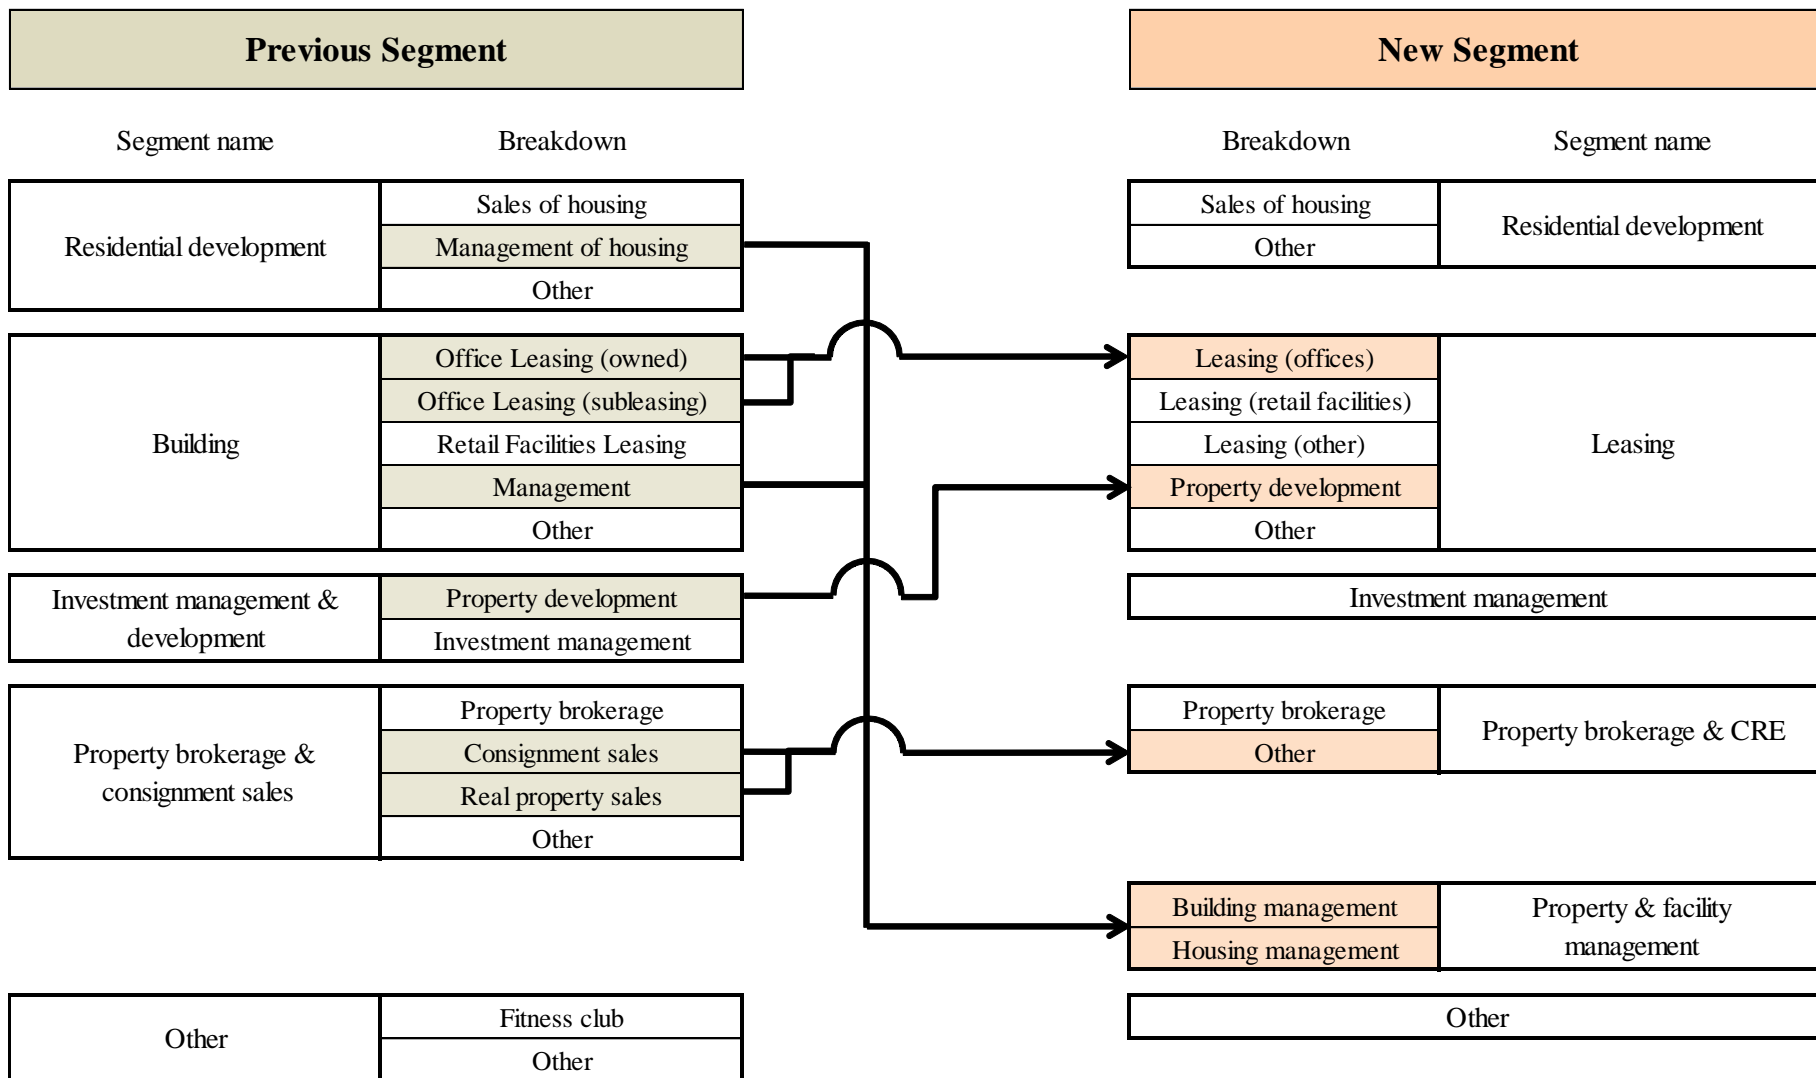 Previous Segment
New Segment
Segment name
Breakdown
Breakdown
Segment name
Residential development
Sales of housing
Management of housing
Other
Sales of housing
Other
Residential development
Building
Office Leasing (owned)
Office Leasing (subleasing)
Retail Facilities Leasing
Management
Other
Leasing (offices)
Leasing (retail facilities)
Leasing (other)
Property development
Other
Leasing
Investment management &
development
Property development
Investment management
Investment management
Property brokerage &
consignment sales
Property brokerage
Consignment sales
Real property sales
Other
Property brokerage
Other
Property brokerage & CRE
Building management
Housing management
Property & facility
management
Other
Fitness club
Other
Other